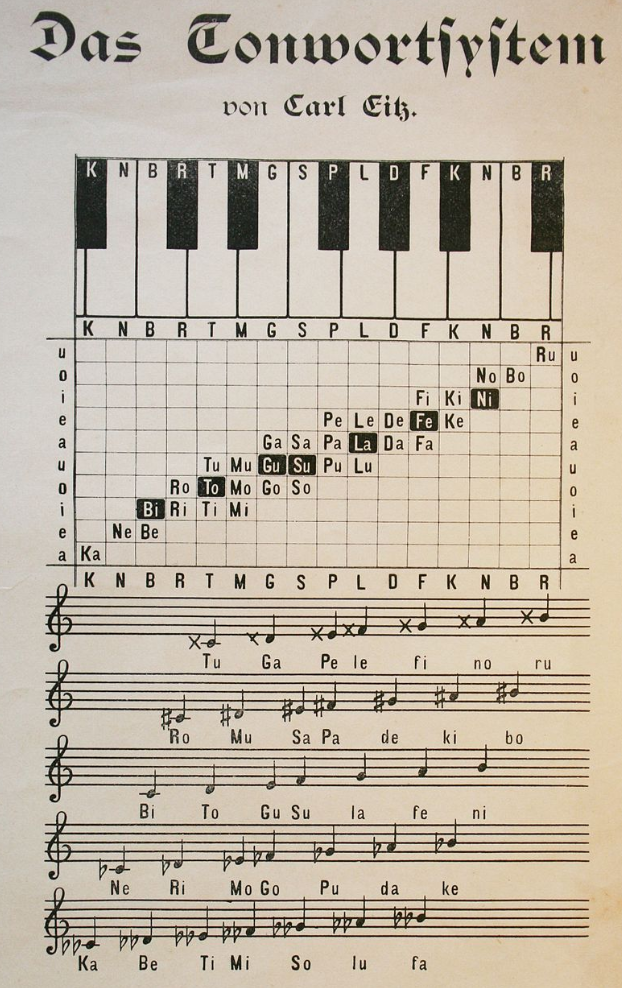 Das Tonwortſyſtem
von Carl Eitz.
K N B R T M G S P L D F K N B R
K N B R T M G S P L D F K N B R
u Ru u
o No Bo o
i Fi Ki Ni i
e Pe Le De Fe Ke e
a Ga Sa Pa La Da Fa a
u Tu Mu Gu Su Pu Lu u
o Ro To Mo Go So o
i Bi Ri Ti Mi i
e Ne Be e
a Ka a
K N B R T M G S P L D F K N B R
Tu Ga Pe le fi no ru
Ro Mu Sa Pa de ki bo
Bi To Gu Su la fe ni
Ne Ri Mo Go Pu da ke
Ka Be Ti Mi So lu fa